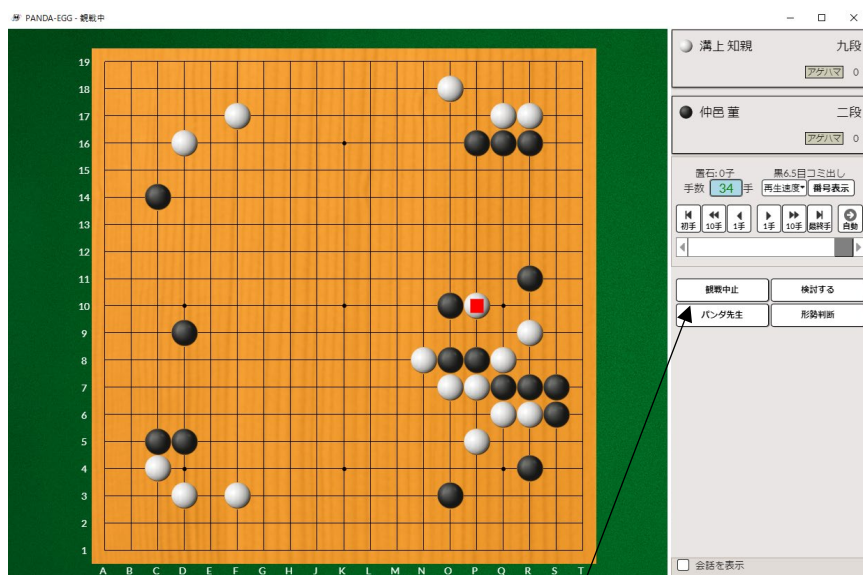 PANDA-EGG - 観戦中
溝上 知親 九段
アゲハマ 0
仲邑 菫 二段
アゲハマ 0
置石: 0子 黒6.5目コミ出し
手数 34 手 再生速度 番号表示
初手 10手 1手 1手 10手 最終手 自動
観戦中止 検討する
パンダ先生 形勢判断
会話を表示
19
18
17
16
15
14
13
12
11
10
9
8
7
6
5
4
3
2
1
A B C D E F G H J K L M N O P Q R S T